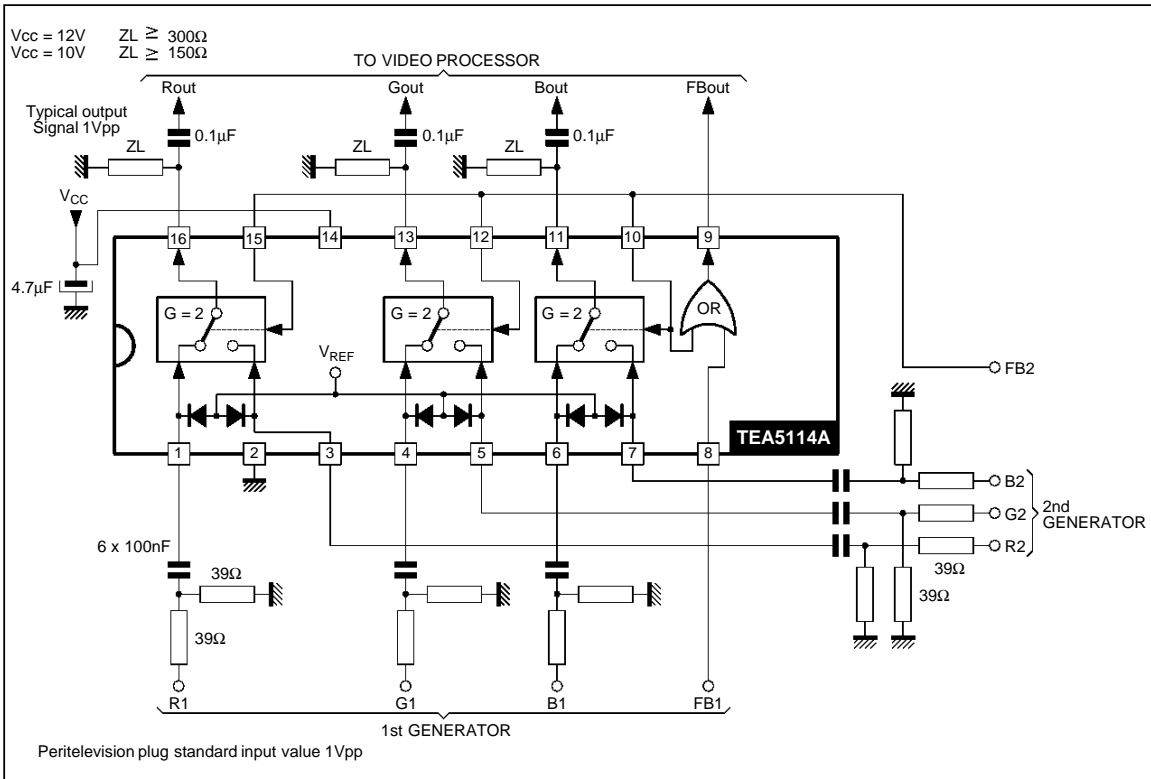 Vcc = 12V ZL ≥ 300Ω
Vcc = 10V ZL ≥ 150Ω
TO VIDEO PROCESSOR
Rout Gout Bout FBout
Typical output
Signal 1Vpp
0.1μF 0.1μF 0.1μF
ZL ZL ZL
VCC
16 15 14 13 12 11 10 9
4.7μF
G = 2 G = 2 G = 2 OR
VREF
FB2
TEA5114A
1 2 3 4 5 6 7 8
B2
G2
R2
2nd
GENERATOR
6 x 100nF
39Ω 39Ω
39Ω 39Ω
R1 G1 B1 FB1
1st GENERATOR
Peritelevision plug standard input value 1Vpp